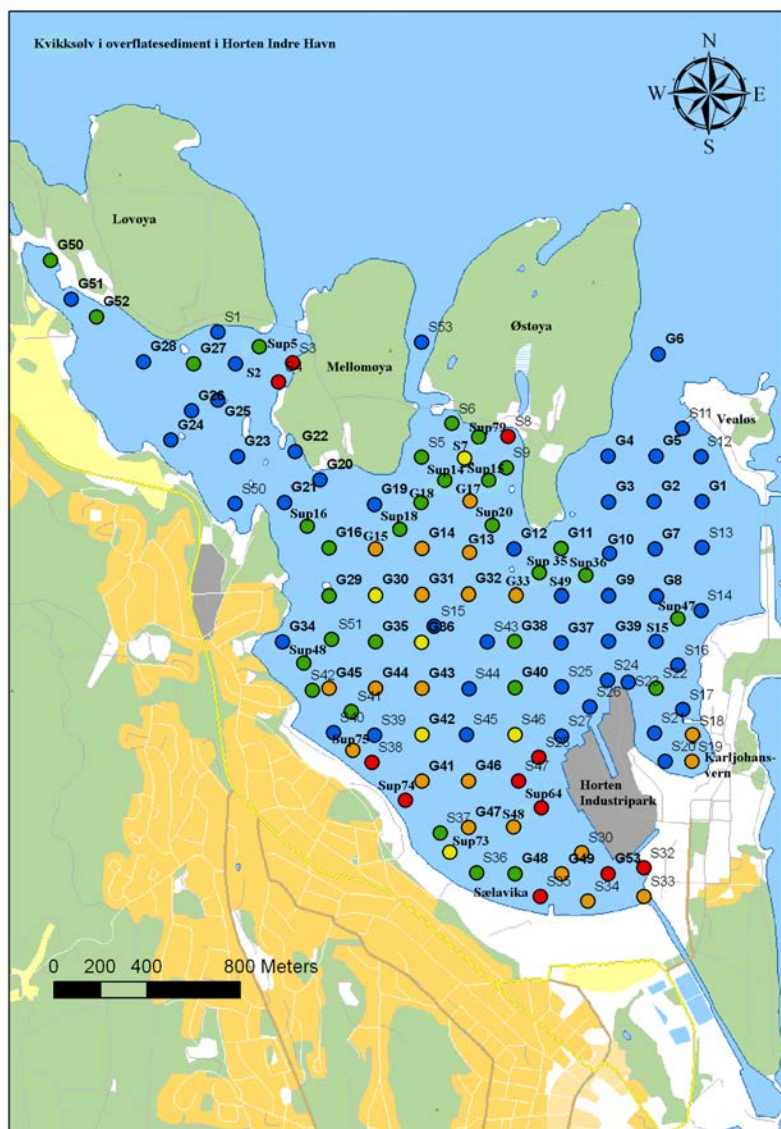 Kvikksølv i overflatesediment i Horten Indre Havn
N
W E
S
Løvøya
G50
G51
G52
S1
G28
G27
Sup5
S3
S2
S4
Mellomøya
S53
Østøya
G6
Vealøs
G26
G25
G24
G23
G22
S6
Sup79
S8
S11
S5
S7
S9
G4
G5
S12
G20
Sup14
Sup15
S50
G21
G19
G18
G17
G3
G2
G1
Sup16
Sup18
Sup20
G16
G15
G14
G13
G12
G11
G10
G7
S13
Sup 35
Sup36
G29
G30
G31
G32
G33
S49
G9
G8
S14
Sup47
S15
G34
S51
G35
G36
S43
G38
G37
G39
S15
Sup48
S16
S42
G45
G44
G43
S44
G40
S25
S24
S23
S22
S41
S26
S17
S40
S39
G42
S45
S46
S27
S21
S18
Sup75
S38
S28
S20
S19
Karljohans-
vern
G41
G46
S47
Horten
Industripark
Sup74
Sup64
S37
G47
S48
Sup73
S30
S36
G48
G49
G53
S32
Sælavika
S35
S34
S33
0 200 400 800 Meters